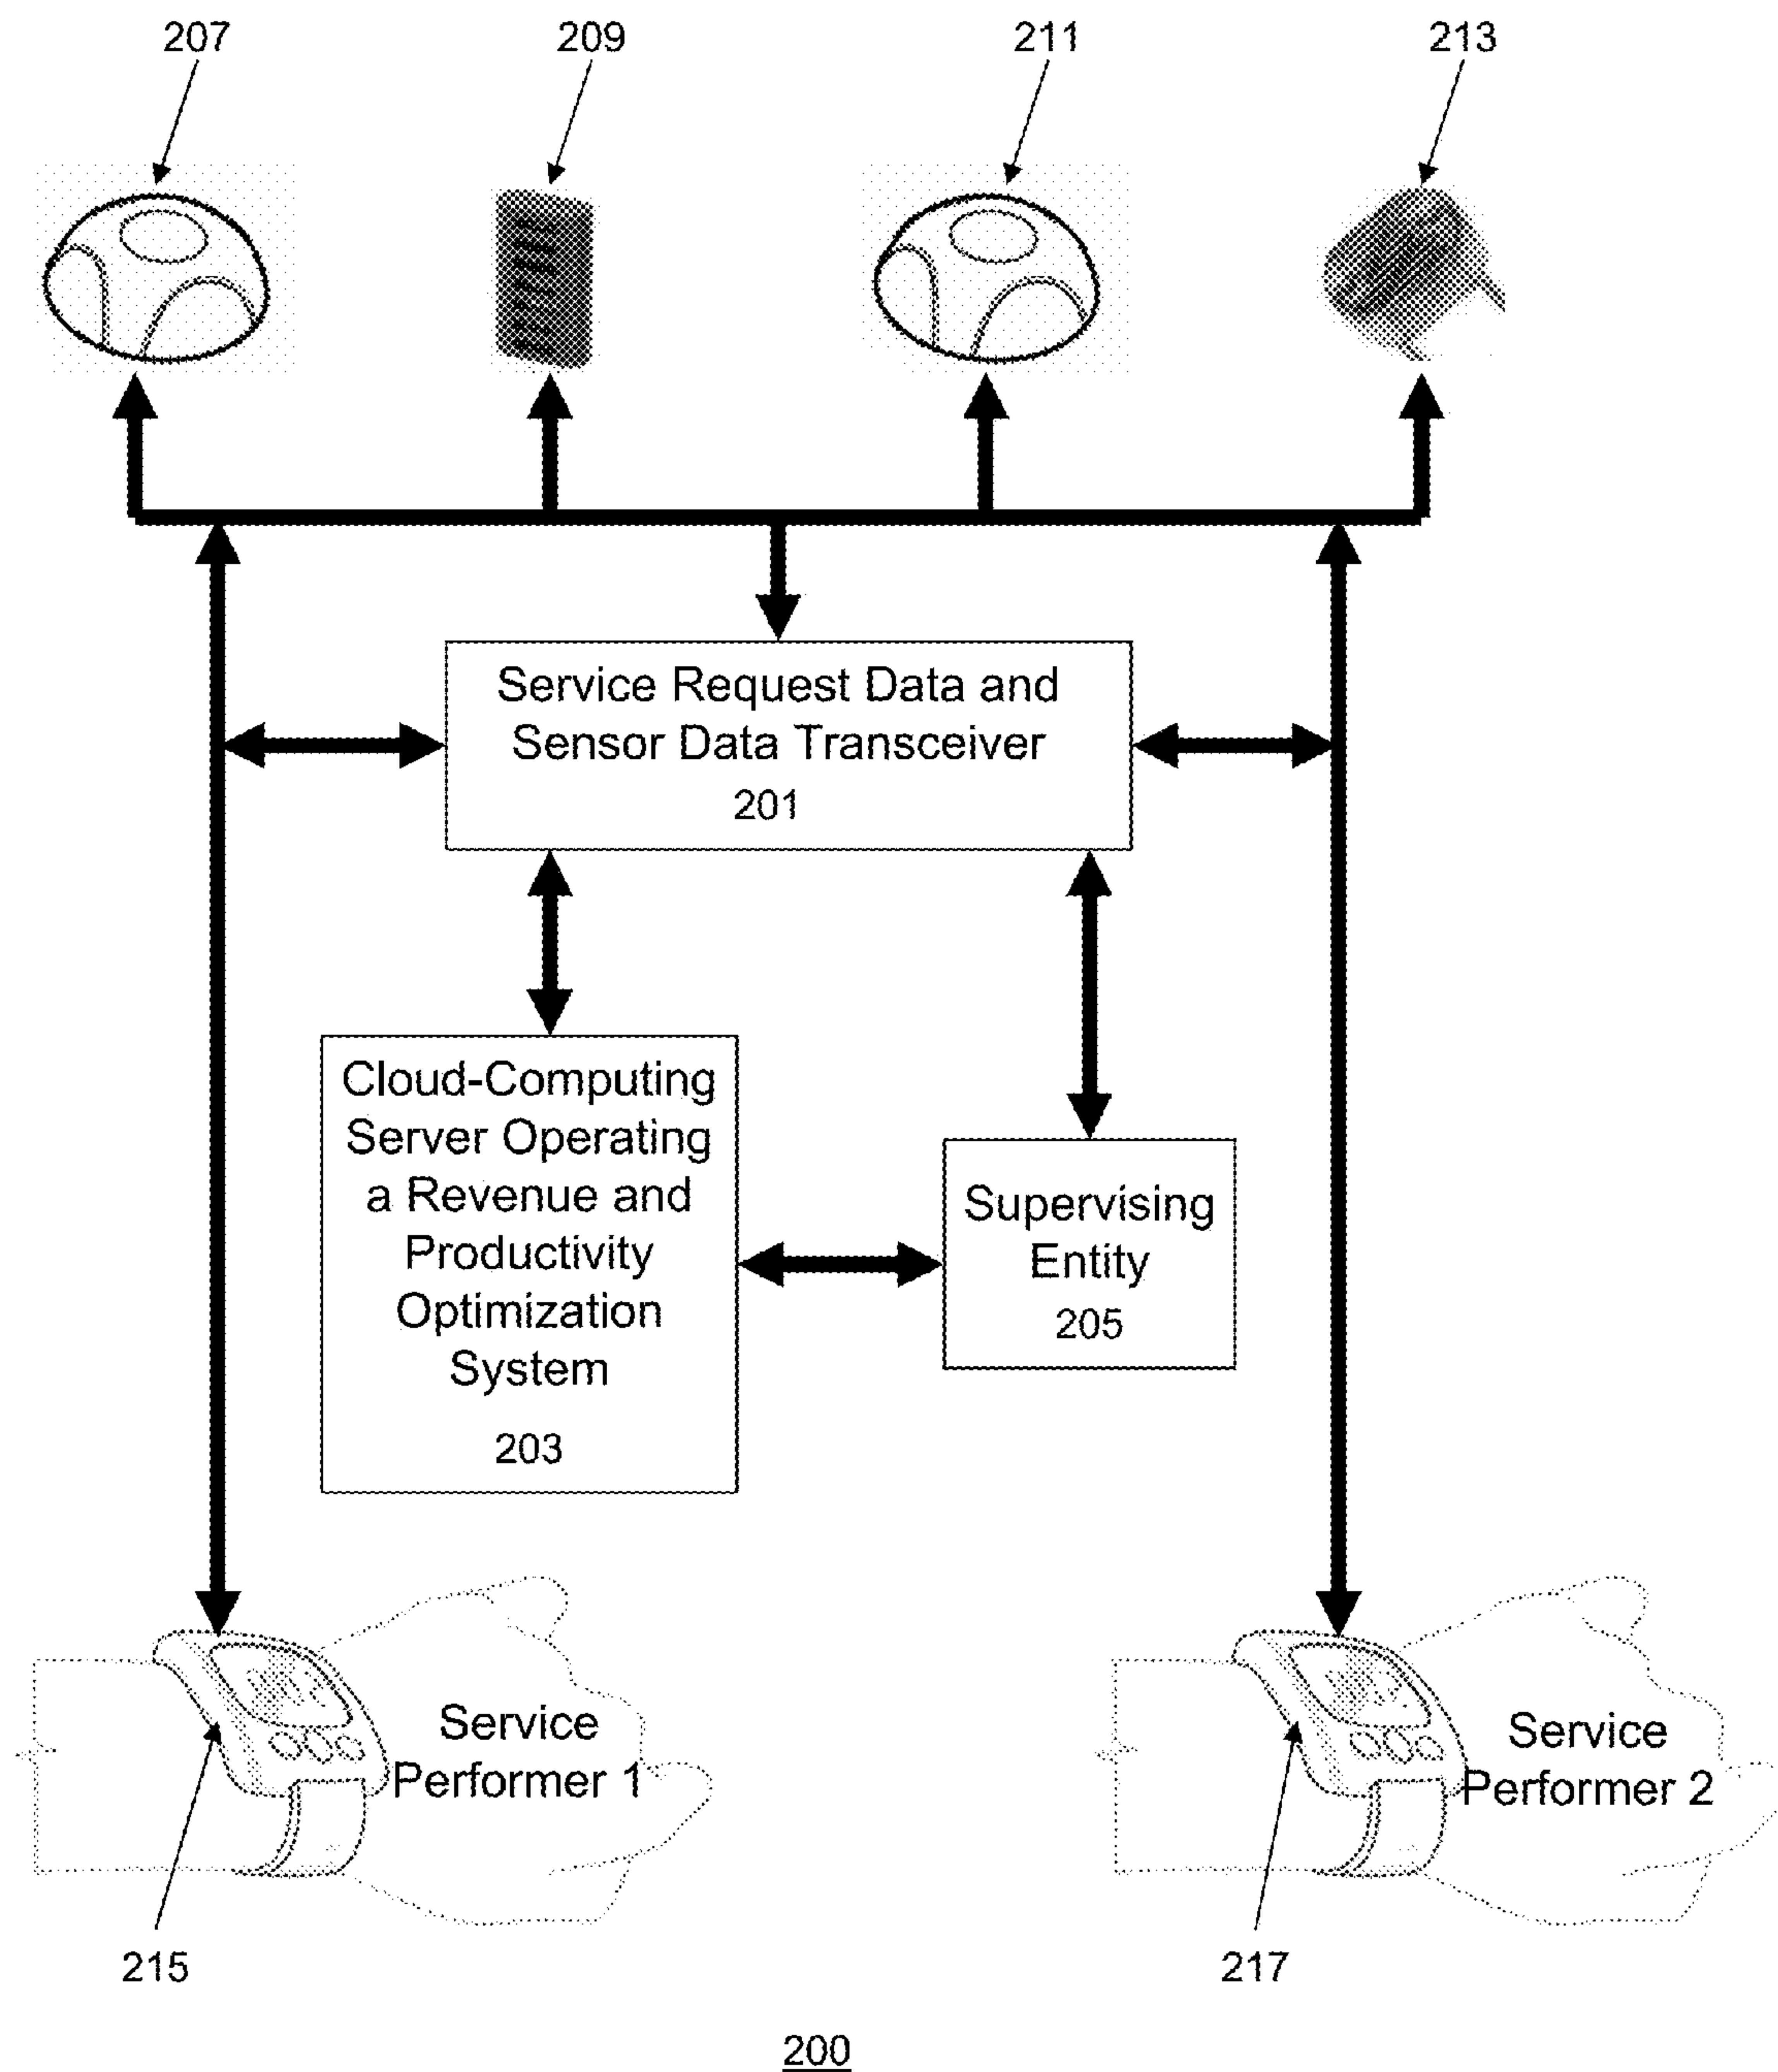 207
209
211
213
Service Request Data and
Sensor Data Transceiver
201
Cloud-Computing
Server Operating
a Revenue and
Productivity
Optimization
System
203
Supervising
Entity
205
Service
Performer 1
Service
Performer 2
215
217
200